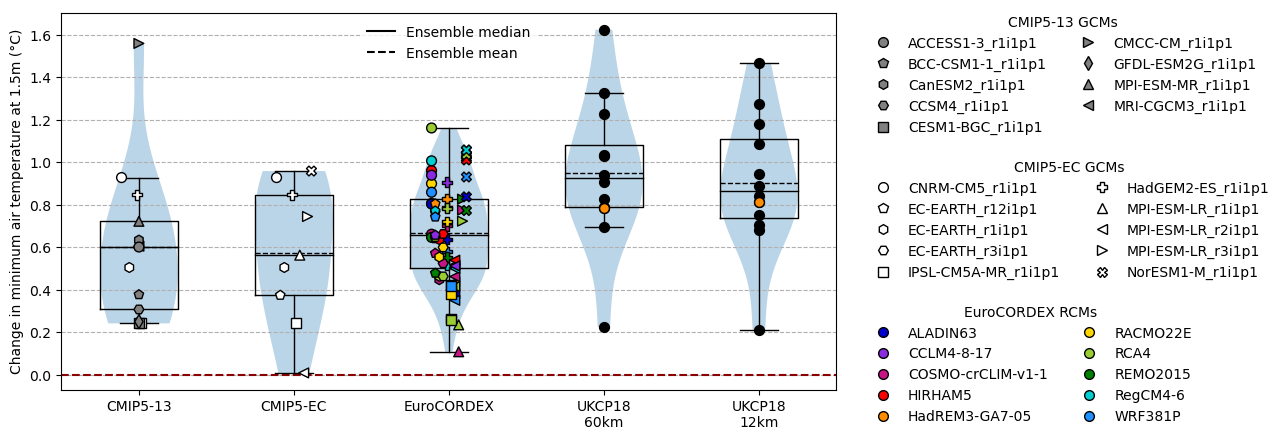 Change in minimum air temperature at 1.5m (°C)
1.6
1.4
1.2
1.0
0.8
0.6
0.4
0.2
0.0
Ensemble median
Ensemble mean
CMIP5-13
CMIP5-EC
EuroCORDEX
UKCP18
60km
UKCP18
12km
CMIP5-13 GCMs
ACCESS1-3_r1i1p1
BCC-CSM1-1_r1i1p1
CanESM2_r1i1p1
CCSM4_r1i1p1
CESM1-BGC_r1i1p1
CMCC-CM_r1i1p1
GFDL-ESM2G_r1i1p1
MPI-ESM-MR_r1i1p1
MRI-CGCM3_r1i1p1
CMIP5-EC GCMs
CNRM-CM5_r1i1p1
EC-EARTH_r12i1p1
EC-EARTH_r1i1p1
EC-EARTH_r3i1p1
IPSL-CM5A-MR_r1i1p1
HadGEM2-ES_r1i1p1
MPI-ESM-LR_r1i1p1
MPI-ESM-LR_r2i1p1
MPI-ESM-LR_r3i1p1
NorESM1-M_r1i1p1
EuroCORDEX RCMs
ALADIN63
CCLM4-8-17
COSMO-crCLIM-v1-1
HIRHAM5
HadREM3-GA7-05
RACMO22E
RCA4
REMO2015
RegCM4-6
WRF381P